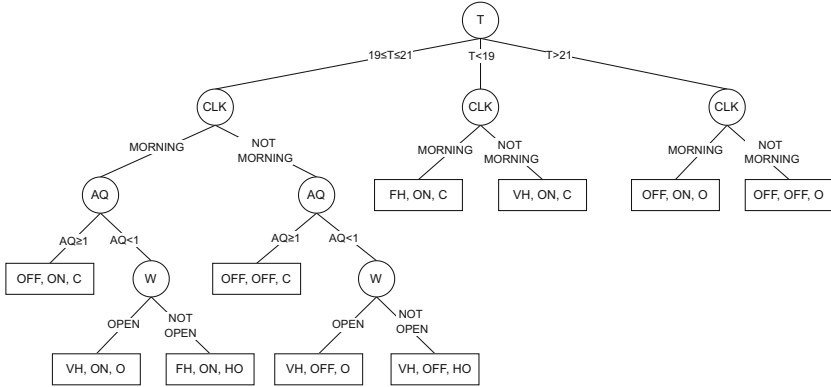 T
19≤T≤21
T<19
T>21
CLK
CLK
CLK
MORNING
NOT
MORNING
MORNING
NOT
MORNING
MORNING
NOT
MORNING
AQ
AQ
FH, ON, C
VH, ON, C
OFF, ON, O
OFF, OFF, O
AQ≥1
AQ<1
AQ≥1
AQ<1
OFF, ON, C
W
OFF, OFF, C
W
OPEN
NOT
OPEN
OPEN
NOT
OPEN
VH, ON, O
FH, ON, HO
VH, OFF, O
VH, OFF, HO